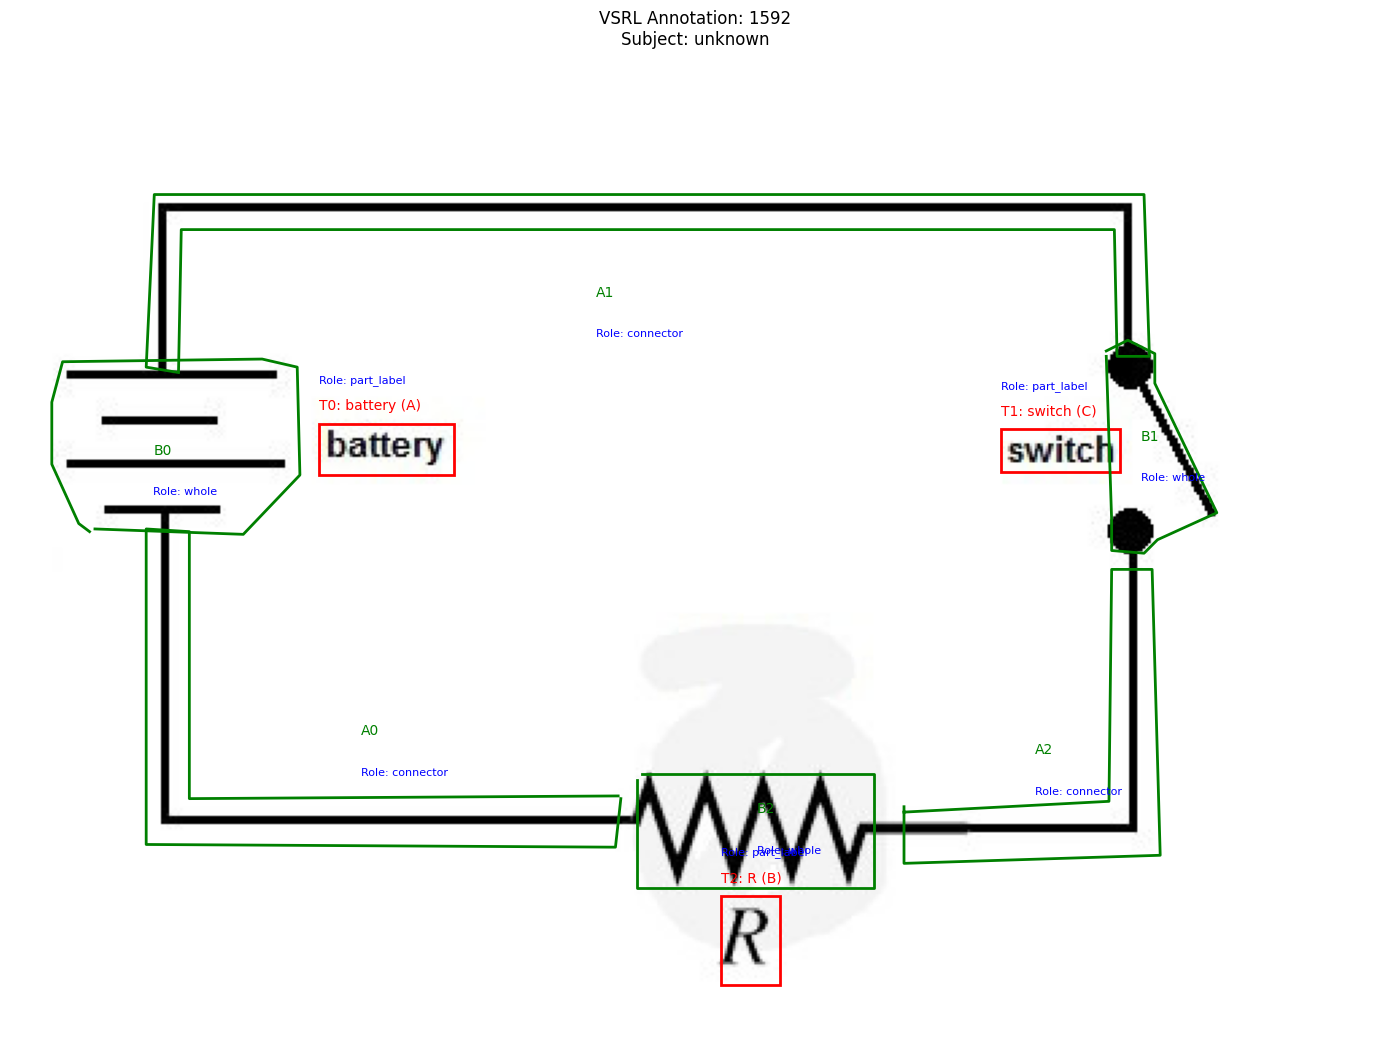 VSRL Annotation: 1592
Subject: unknown
A1
Role: connector
Role: part_label
T0: battery (A)
battery
Role: part_label
T1: switch (C)
switch
B0
Role: whole
B1
Role: whole
A0
Role: connector
A2
Role: connector
B2
Role: whole
Role: part_label
T2: R (B)
R